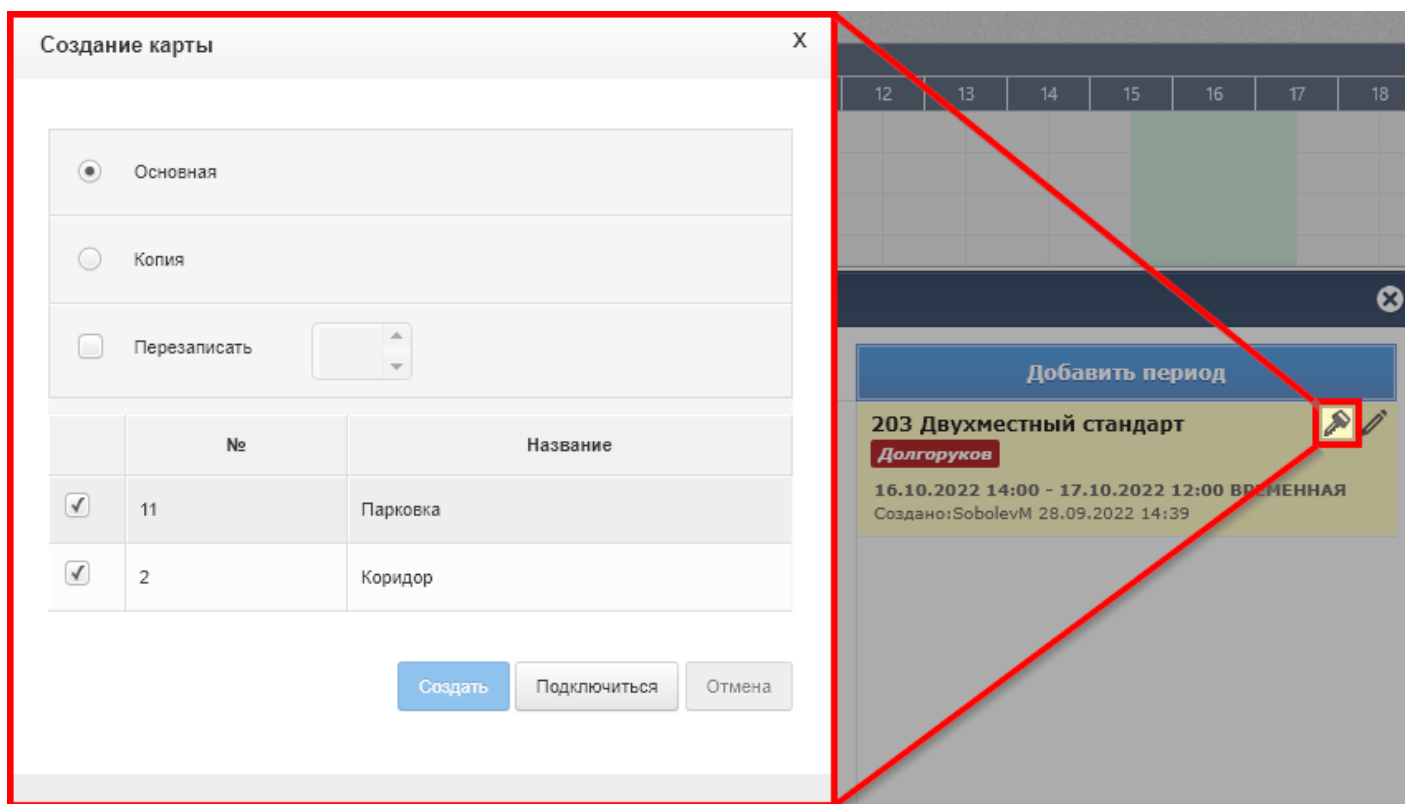 Создание карты
X
Основная
Копия
Перезаписать
№ Название
11 Парковка
2 Коридор
Создать Подключиться Отмена
12 13 14 15 16 17 18
Добавить период
203 Двухместный стандарт
Долгоруков
16.10.2022 14:00 - 17.10.2022 12:00 ВРЕМЕННАЯ
Создано:SobolevM 28.09.2022 14:39